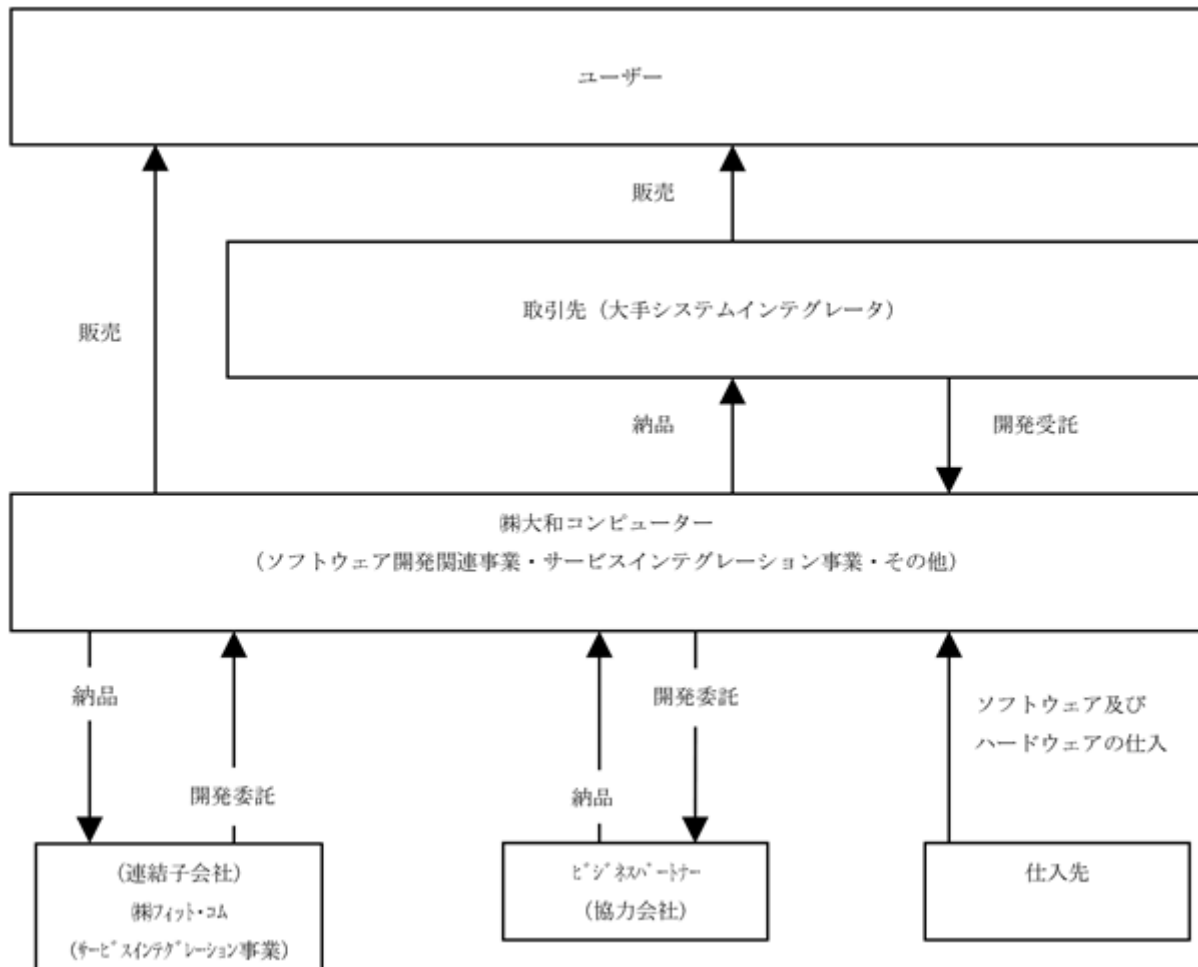 ユーザー
販売
取引先（大手システムインテグレータ）
販売
納品
開発受託
㈱大和コンピューター
（ソフトウェア開発関連事業・サービスインテグレーション事業・その他）
納品
開発委託
開発委託
納品
ソフトウェア及び
ハードウェアの仕入
(連結子会社)
㈱フィット・コム
(ｻｰﾋﾞｽｲﾝﾃｸﾞﾚｰｼｮﾝ事業)
ﾋﾞｼﾞﾈｽﾊﾟｰﾄﾅｰ
(協力会社)
仕入先